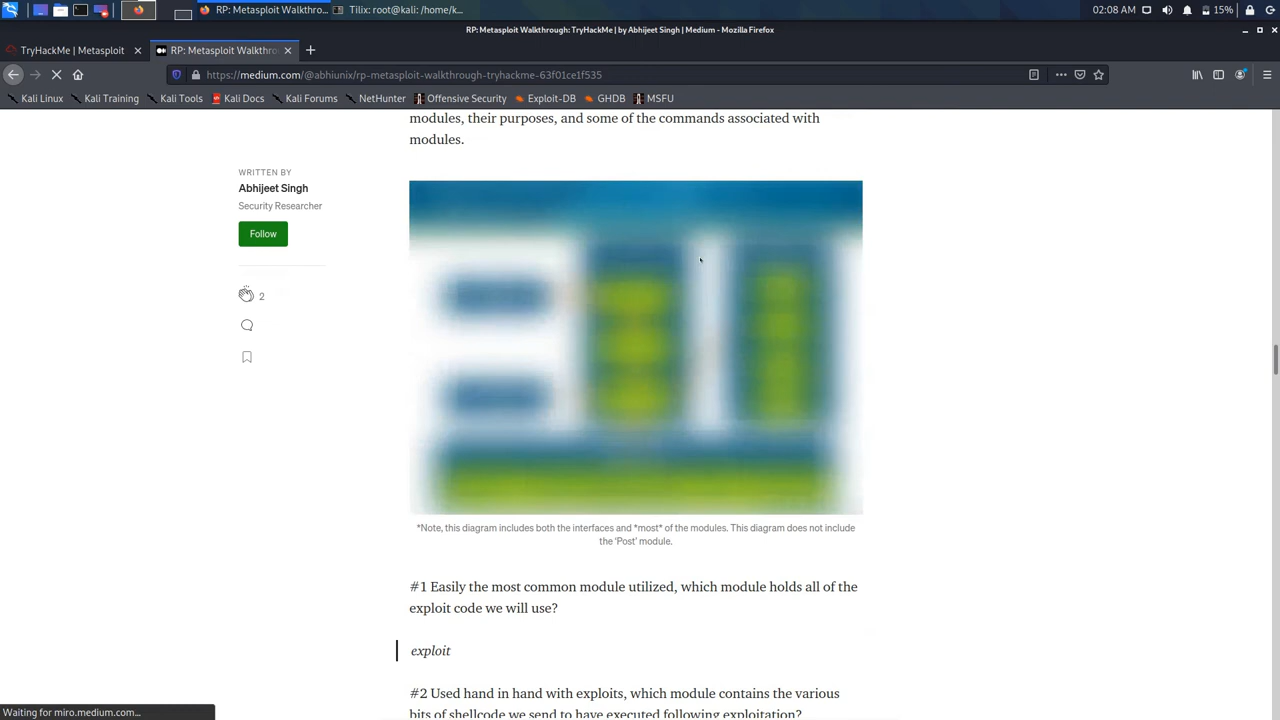 RP: Metasploit Walkthro...
Tilix: root@kali: /home/k...
02:08 AM
15%
RP: Metasploit Walkthrough: TryHackMe | by Abhijeet Singh | Medium - Mozilla Firefox
TryHackMe | Metasploit
RP: Metasploit Walkthrou
https://medium.com/@abhiunix/rp-metasploit-walkthrough-tryhackme-63f01ce1f535
Kali Linux
Kali Training
Kali Tools
Kali Docs
Kali Forums
NetHunter
Offensive Security
Exploit-DB
GHDB
MSFU
modules, their purposes, and some of the commands associated with
modules.
WRITTEN BY
Abhijeet Singh
Security Researcher
Follow
2
*Note, this diagram includes both the interfaces and *most* of the modules. This diagram does not include
the 'Post' module.
#1 Easily the most common module utilized, which module holds all of the
exploit code we will use?
exploit
#2 Used hand in hand with exploits, which module contains the various
bits of shellcode we send to have executed following exploitation?
Waiting for miro.medium.com...